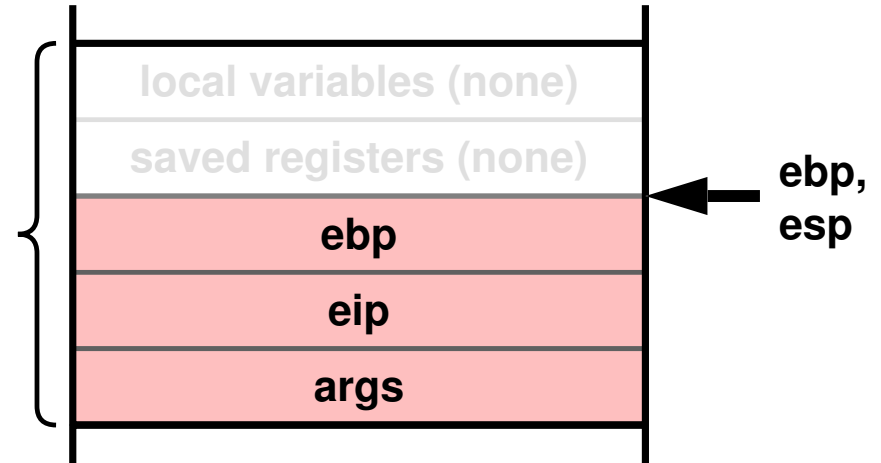 local variables (none)
saved registers (none)
ebp,
esp
ebp
eip
args